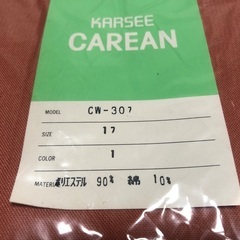 KARSEE
CAREAN
MODEL CW-307
SIZE 17
COLOR 1
MATERIAL ポリエステル 90% 綿 10%